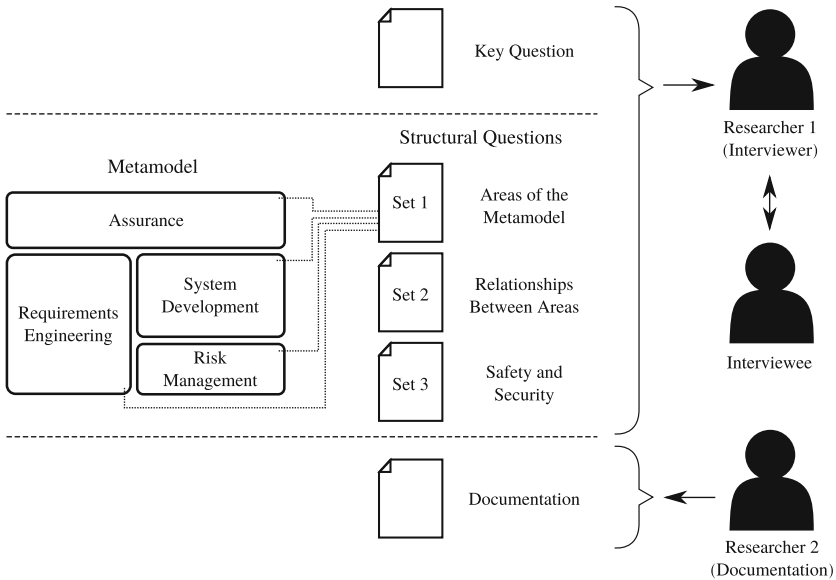 Key Question
Researcher 1
(Interviewer)
Structural Questions
Metamodel
Assurance
Requirements
Engineering
System
Development
Risk
Management
Set 1
Areas of the
Metamodel
Set 2
Relationships
Between Areas
Set 3
Safety and
Security
Interviewee
Documentation
Researcher 2
(Documentation)